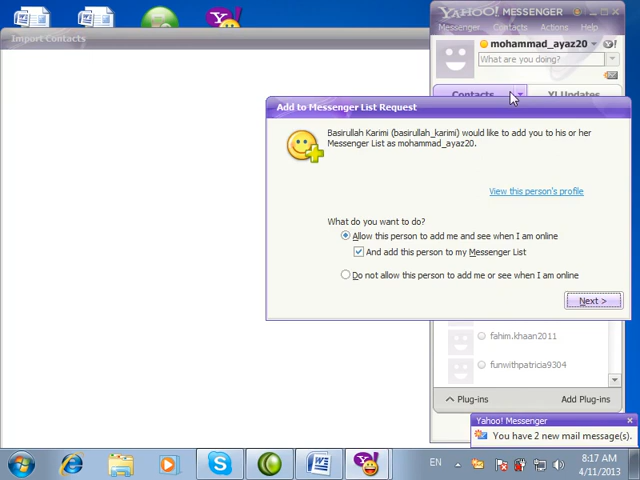 Import Contacts
YAHOO! MESSENGER
Messenger Contacts Actions Help
mohammad_ayaz20
What are you doing?
Contacts Y! Updates
Add to Messenger List Request
Basirullah Karimi (basirullah_karimi) would like to add you to his or her
Messenger List as mohammad_ayaz20.
View this person's profile
What do you want to do?
Allow this person to add me and see when I am online
And add this person to my Messenger List
Do not allow this person to add me or see when I am online
Next >
fahim.khaan2011
funwithpatricia9304
Plug-ins Add Plug-ins
Yahoo! Messenger
You have 2 new mail message(s).
EN
8:17 AM
4/11/2013